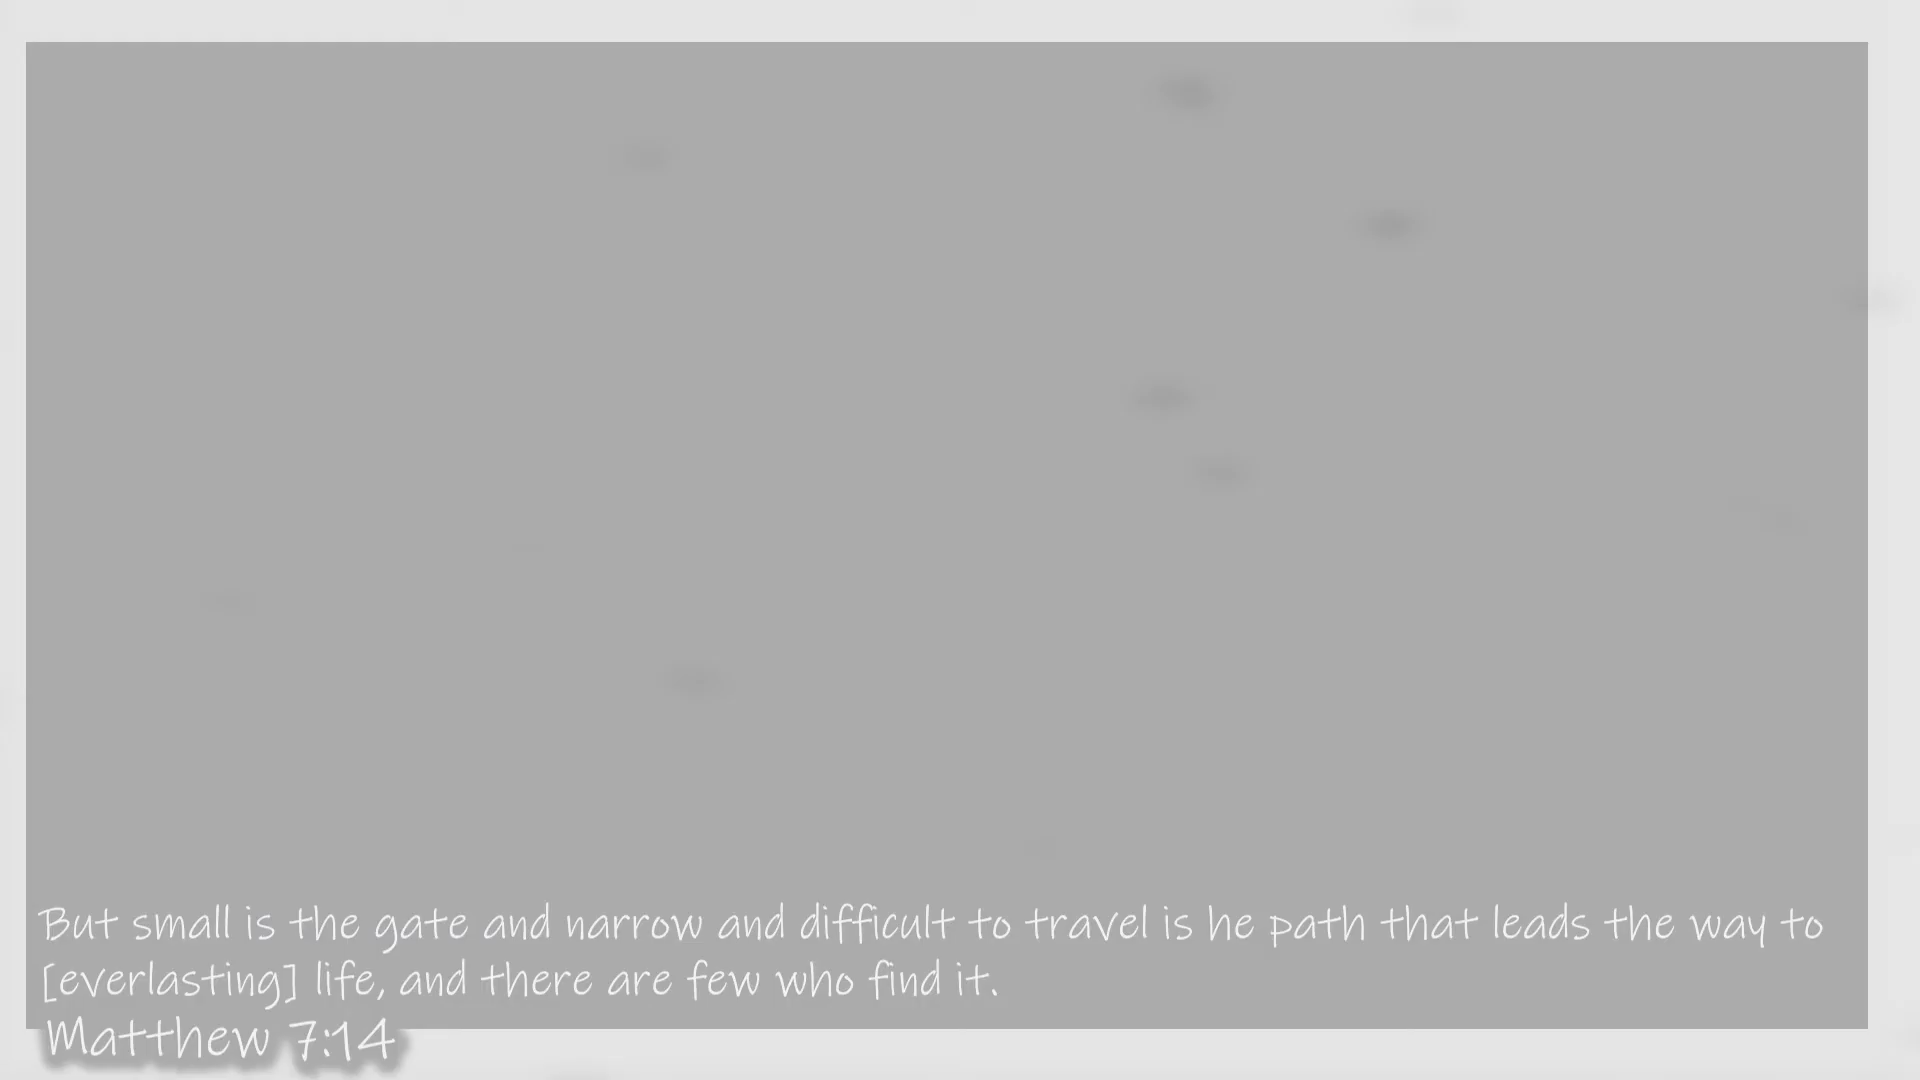 But small is the gate and narrow and difficult to travel is he path that leads the way to
[everlasting] life, and there are few who find it.
Matthew 7:14